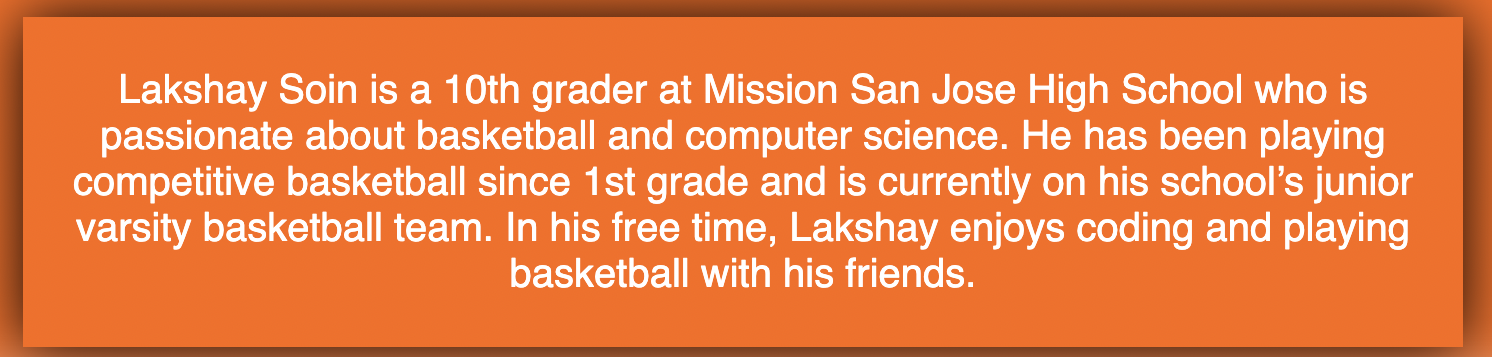 Lakshay Soin is a 10th grader at Mission San Jose High School who is
passionate about basketball and computer science. He has been playing
competitive basketball since 1st grade and is currently on his school’s junior
varsity basketball team. In his free time, Lakshay enjoys coding and playing
basketball with his friends.